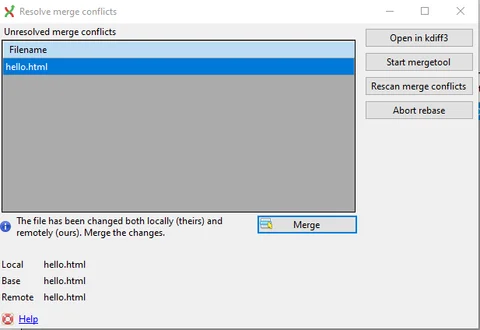 Resolve merge conflicts
Unresolved merge conflicts
Filename
hello.html
Open in kdiff3
Start mergetool
Rescan merge conflicts
Abort rebase
The file has been changed both locally (theirs) and
remotely (ours). Merge the changes.
Merge
Local hello.html
Base hello.html
Remote hello.html
Help